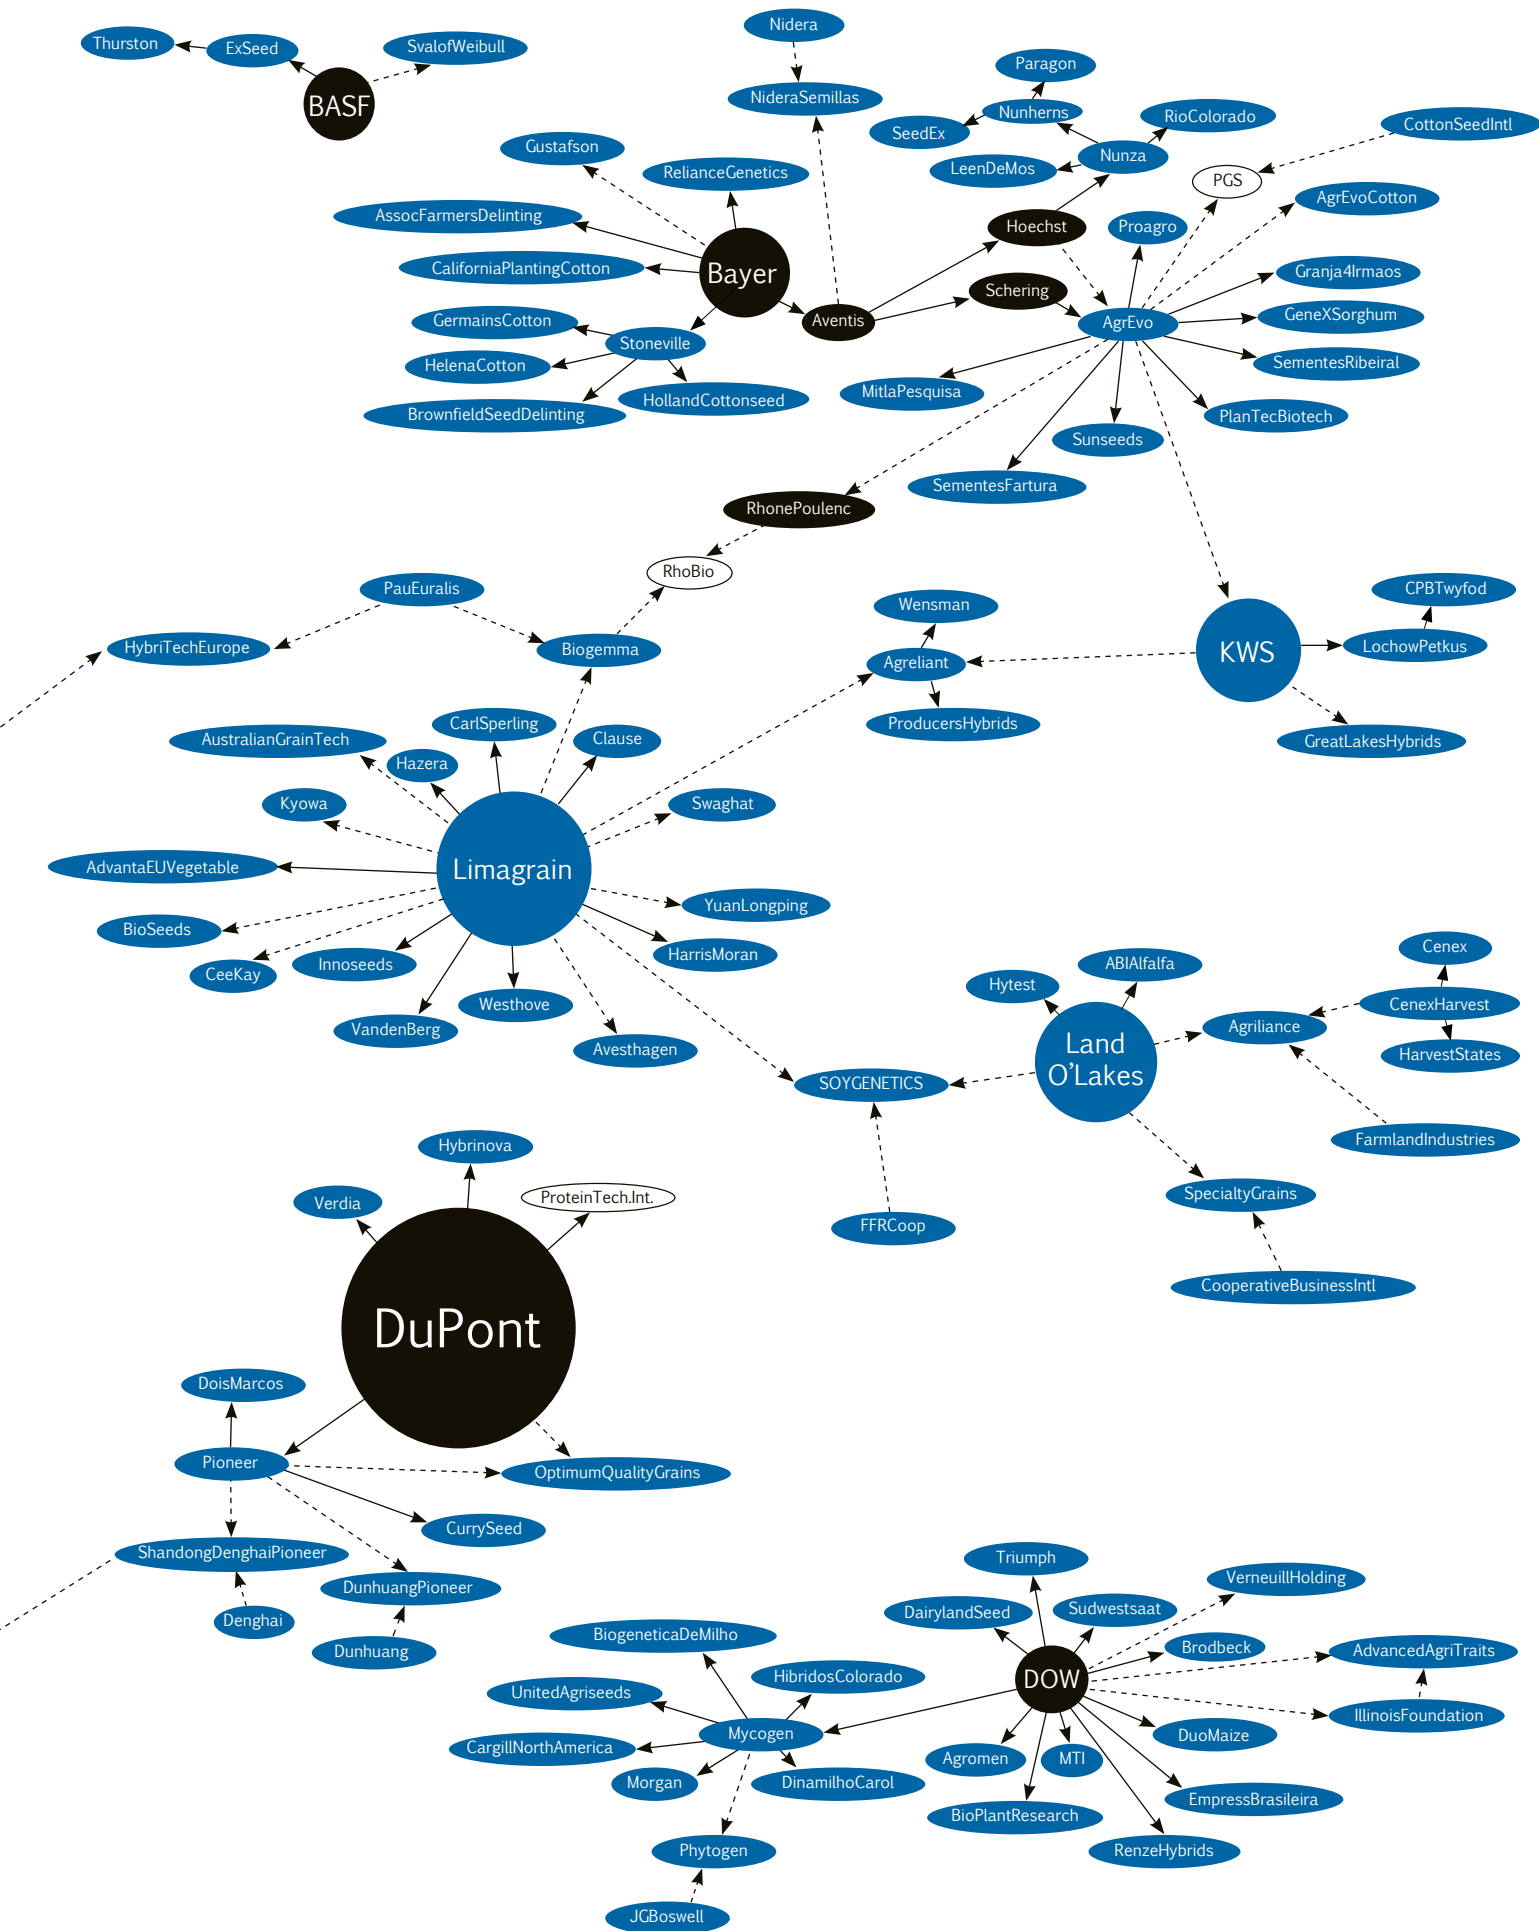 Nidera
Thurston
ExSeed
SvalofWeibull
BASF
Paragon
NideraSemillas
Nunherns
RioColorado
SeedEx
CottonSeedIntl
Gustafson
Nunza
RelianceGenetics
LeenDeMos
PGS
AssocFarmersDelinting
AgrEvoCotton
Hoechst
Proagro
CaliforniaPlantingCotton
Bayer
Granja4Irmaos
Schering
GermainsCotton
Aventis
AgrEvo
GeneXSorghum
Stoneville
HelenaCotton
SementesRibeiral
MitlaPesquisa
HollandCottonseed
BrownfieldSeedDelinting
PlanTecBiotech
Sunseeds
SementesFartura
RhonePoulenc
RhoBio
PauEuralis
CPBTwyfod
Wensman
HybriTechEurope
Biogemma
KWS
LochowPetkus
Agreliant
CarlSperling
ProducersHybrids
AustralianGrainTech
Clause
GreatLakesHybrids
Hazera
Kyowa
Swaghat
AdvantaEUVegetable
Limagrain
YuanLongping
BioSeeds
Cenex
HarrisMoran
Innoseeds
CeeKay
ABIAlfalfa
Hytest
Westhove
CenexHarvest
VandenBerg
Agriliance
Avesthagen
Land
O'Lakes
HarvestStates
SOYGENETICS
Hybrinova
FarmlandIndustries
Verdia
ProteinTech.Int.
SpecialtyGrains
FFRCoop
CooperativeBusinessIntl
DuPont
DoisMarcos
Pioneer
OptimumQualityGrains
CurrySeed
ShandongDenghaiPioneer
Triumph
DunhuangPioneer
VerneuillHolding
Denghai
DairylandSeed
Sudwestsaat
Dunhuang
BiogeneticaDeMilho
Brodbeck
AdvancedAgriTraits
HibridosColorado
DOW
UnitedAgriseeds
IllinoisFoundation
Mycogen
DuoMaize
CargillNorthAmerica
Agromen
MTI
Morgan
DinamilhoCarol
EmpressBrasileira
BioPlantResearch
Phytogen
RenzeHybrids
JGBoswell